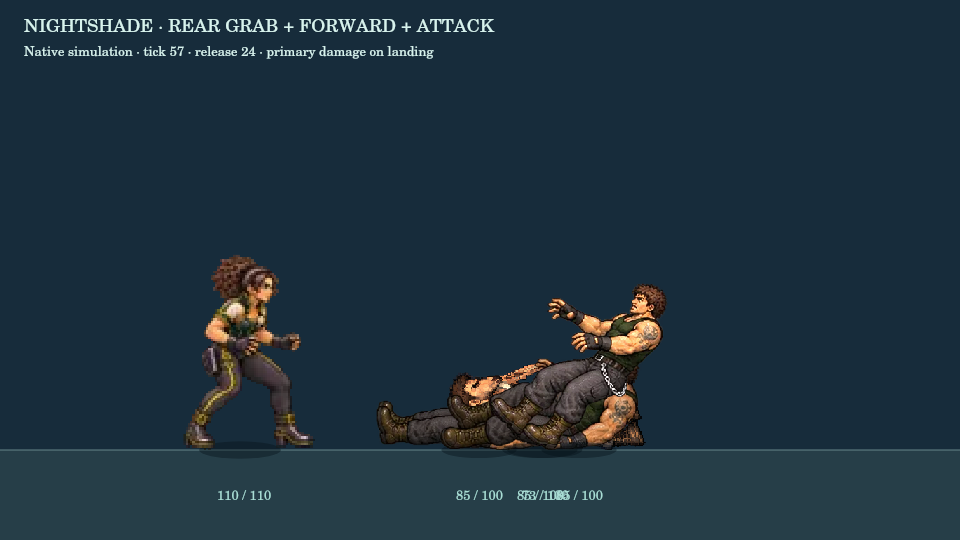 NIGHTSHADE · REAR GRAB + FORWARD + ATTACK
Native simulation · tick 57 · release 24 · primary damage on landing
110 / 110
85 / 100
/ 100